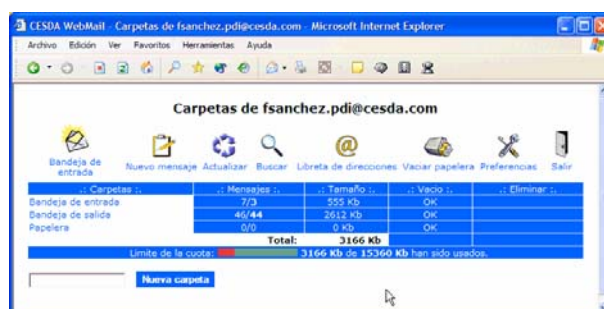 CESDA WebMail - Carpetas de fsanchez.pdi@cesda.com - Microsoft Internet Explorer
Archivo Edición Ver Favoritos Herramientas Ayuda
Carpetas de fsanchez.pdi@cesda.com
Bandeja de entrada Nuevo mensaje Actualizar Buscar Libreta de direcciones Vaciar papelera Preferencias Salir
.: Carpetas :. .: Mensajes :. .: Tamaño :. .: Vacio :. .: Eliminar :.
Bandeja de entrada 7/3 555 Kb OK
Bandeja de salida 46/44 2612 Kb OK
Papelera 0/0 0 Kb OK
Total: 3166 Kb
Limite de la cuota: 3166 Kb de 15360 Kb han sido usados.
Nueva carpeta